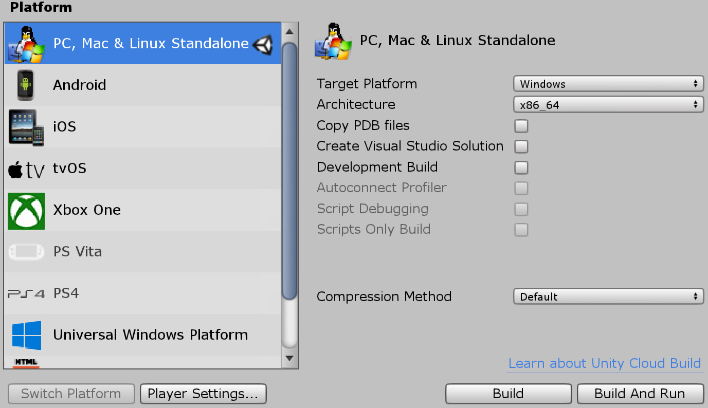 Platform
PC, Mac & Linux Standalone
Android
iOS
tv tvOS
Xbox One
PS Vita
PS4 PS4
Universal Windows Platform
HTML
Switch Platform
Player Settings...
PC, Mac & Linux Standalone
Target Platform Windows
Architecture x86_64
Copy PDB files
Create Visual Studio Solution
Development Build
Autoconnect Profiler
Script Debugging
Scripts Only Build
Compression Method Default
Learn about Unity Cloud Build
Build
Build And Run